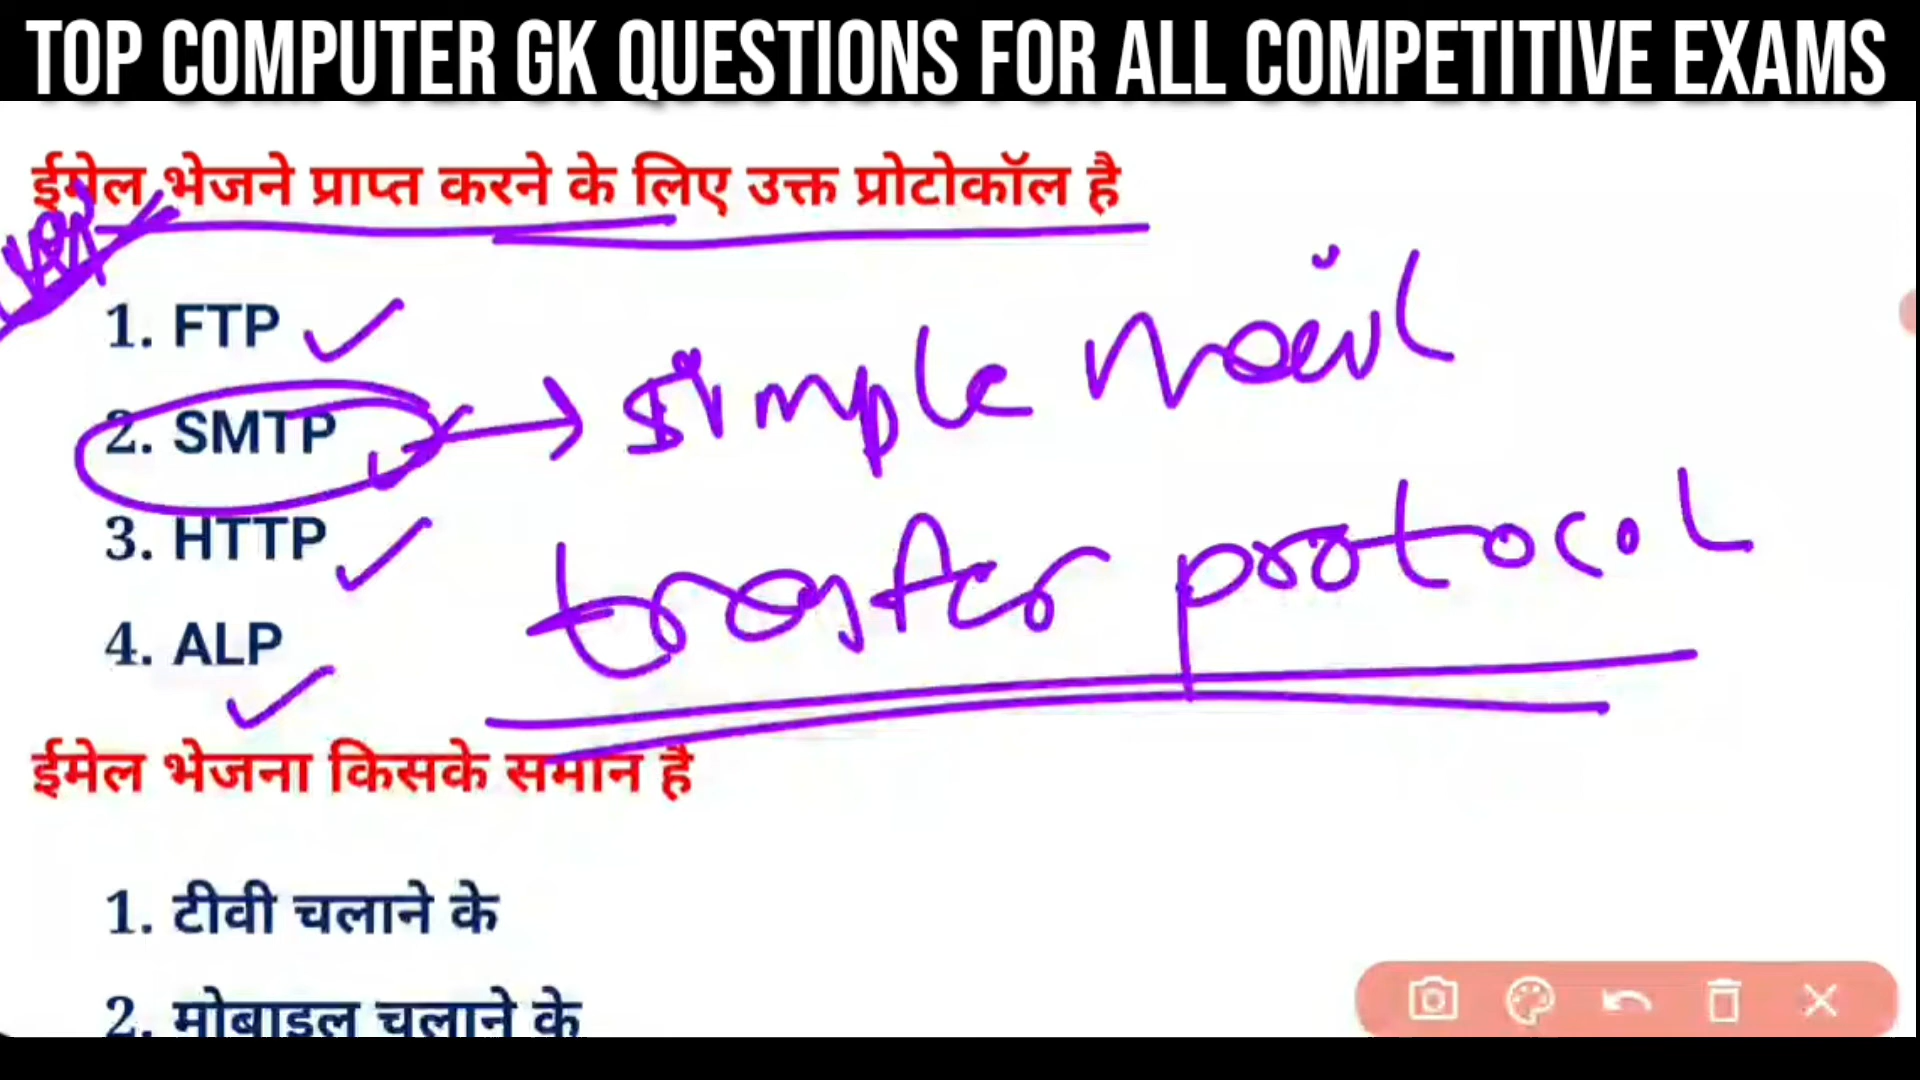 TOP COMPUTER GK QUESTIONS FOR ALL COMPETITIVE EXAMS
ईमेल भेजने प्राप्त करने के लिए उक्त प्रोटोकॉल है
1. FTP
2. SMTP
simple mail
3. HTTP
transfer protocol
4. ALP
ईमेल भेजना किसके समान है
1. टीवी चलाने के
2. मोबाइल चलाने के